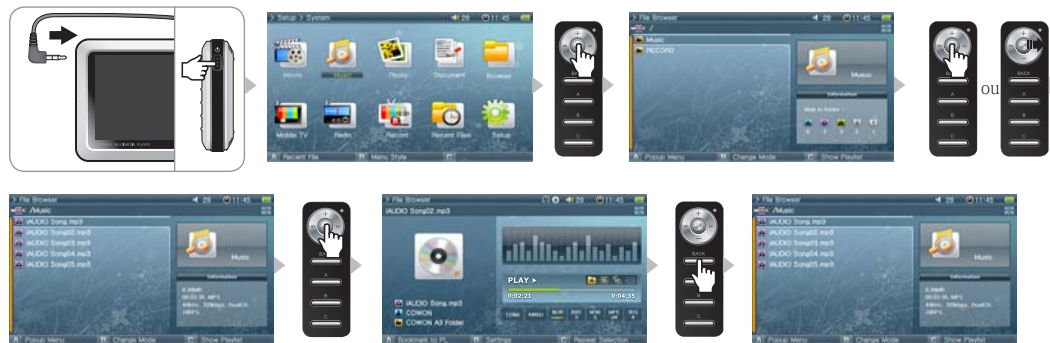 > Setup > System
28
11:45
Movie
Music
Photo
Document
Browser
Mobile TV
Radio
Record
Recent Files
Setup
A Recent File
B Menu Style
C
BACK
A
B
C
> File Browser
28
11:45
/
Music
RECORD
Music
Information
A Popup Menu
B Change Mode
C Show Playlist
A
B
C
ou
BACK
A
B
C
> File Browser
28
11:45
/Music
IAUDIO Song.mp3
IAUDIO Song02.mp3
IAUDIO Song03.mp3
IAUDIO Song04.mp3
IAUDIO Song05.mp3
Music
Information
A Popup Menu
B Change Mode
C Show Playlist
A
B
C
> File Browser
28
11:45
IAUDIO Song02.mp3
PLAY
0:02:21
0:04:35
IAUDIO Song.mp3
COWON
COWON A3 Folder
A Bookmark to PL
B Settings
C Repeat Selection
BACK
B
C
> File Browser
28
11:45
/Music
IAUDIO Song.mp3
IAUDIO Song02.mp3
IAUDIO Song03.mp3
IAUDIO Song04.mp3
IAUDIO Song05.mp3
Music
Information
A Popup Menu
B Change Mode
C Show Playlist